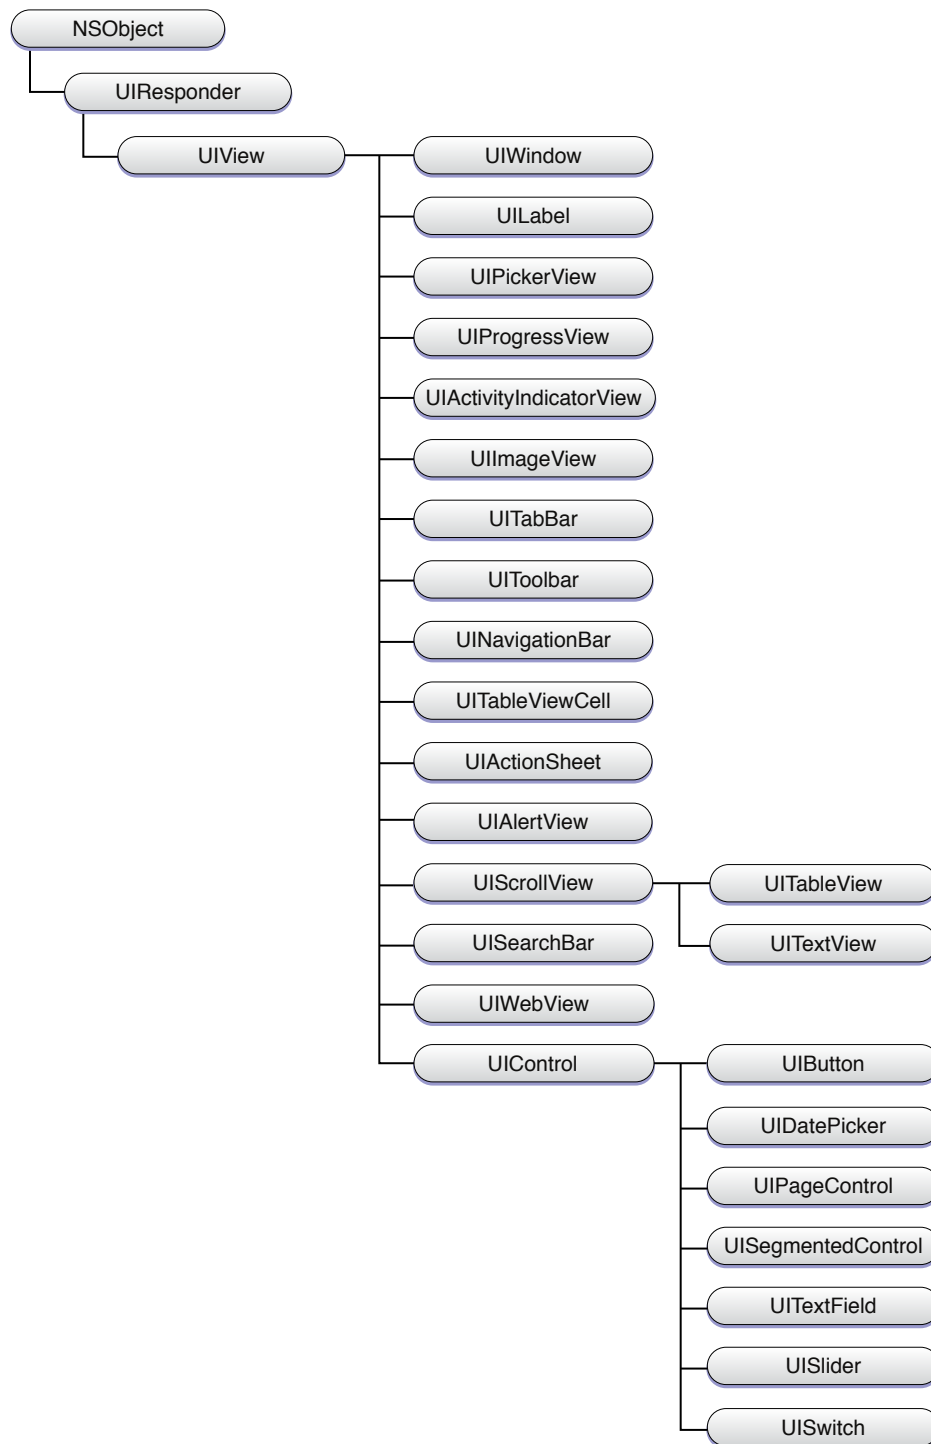 NSObject
UIResponder
UIView
UIWindow
UILabel
UIPickerView
UIProgressView
UIActivityIndicatorView
UIImageView
UITabBar
UIToolbar
UINavigationBar
UITableViewCell
UIActionSheet
UIAlertView
UIScrollView
UITableView
UITextView
UISearchBar
UIWebView
UIControl
UIButton
UIDatePicker
UIPageControl
UISegmentedControl
UITextField
UISlider
UISwitch